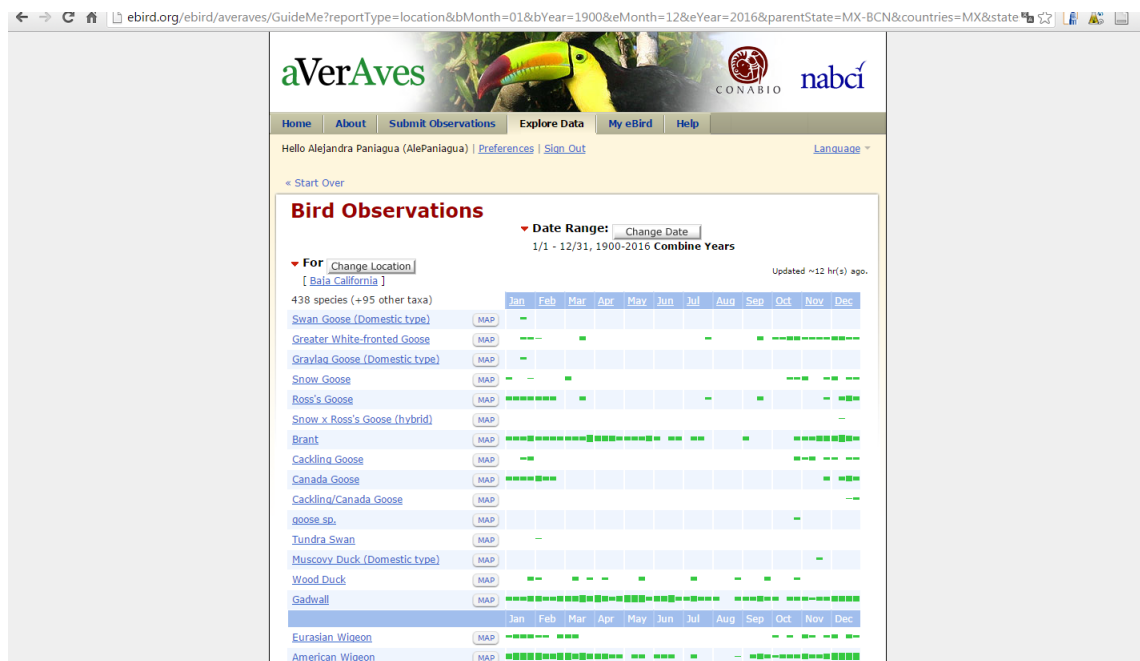 ebird.org/ebird/averaves/GuideMe?reportType=location&bMonth=01&bYear=1900&eMonth=12&eYear=2016&parentState=MX-BCN&countries=MX&state
aVerAves
CONABIO
nabcí
Home About Submit Observations Explore Data My eBird Help
Hello Alejandra Paniagua (AlePaniagua) | Preferences | Sign Out Language
« Start Over
Bird Observations
Date Range: Change Date
1/1 - 12/31, 1900-2016 Combine Years
For Change Location
[ Baja California ]
Updated ~12 hr(s) ago.
438 species (+95 other taxa) Jan Feb Mar Apr May Jun Jul Aug Sep Oct Nov Dec
Swan Goose (Domestic type) MAP
Greater White-fronted Goose MAP
Graylag Goose (Domestic type) MAP
Snow Goose MAP
Ross's Goose MAP
Snow x Ross's Goose (hybrid) MAP
Brant MAP
Cackling Goose MAP
Canada Goose MAP
Cackling/Canada Goose MAP
goose sp. MAP
Tundra Swan MAP
Muscovy Duck (Domestic type) MAP
Wood Duck MAP
Gadwall MAP
Jan Feb Mar Apr May Jun Jul Aug Sep Oct Nov Dec
Eurasian Wigeon MAP
American Wigeon MAP